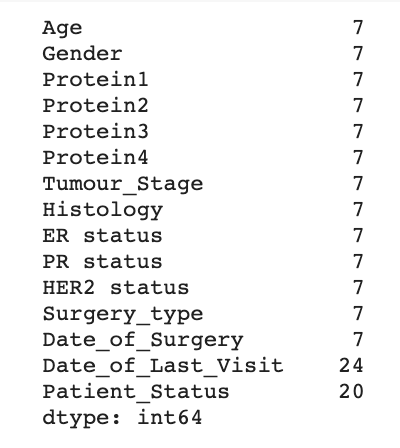 Age 7
Gender 7
Protein1 7
Protein2 7
Protein3 7
Protein4 7
Tumour_Stage 7
Histology 7
ER status 7
PR status 7
HER2 status 7
Surgery_type 7
Date_of_Surgery 7
Date_of_Last_Visit 24
Patient_Status 20
dtype: int64